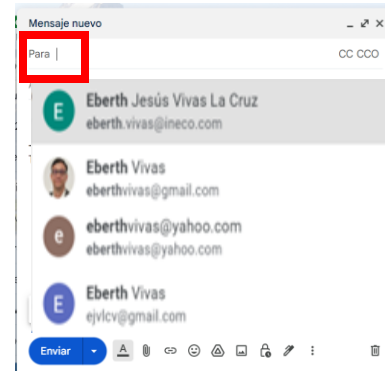 Mensaje nuevo
Para
CC CCO
E
Eberth Jesús Vivas La Cruz
eberth.vivas@ineco.com
Eberth Vivas
eberthvivas@gmail.com
e
eberthvivas@yahoo.com
eberthvivas@yahoo.com
E
Eberth Vivas
ejvlcv@gmail.com
Enviar
A